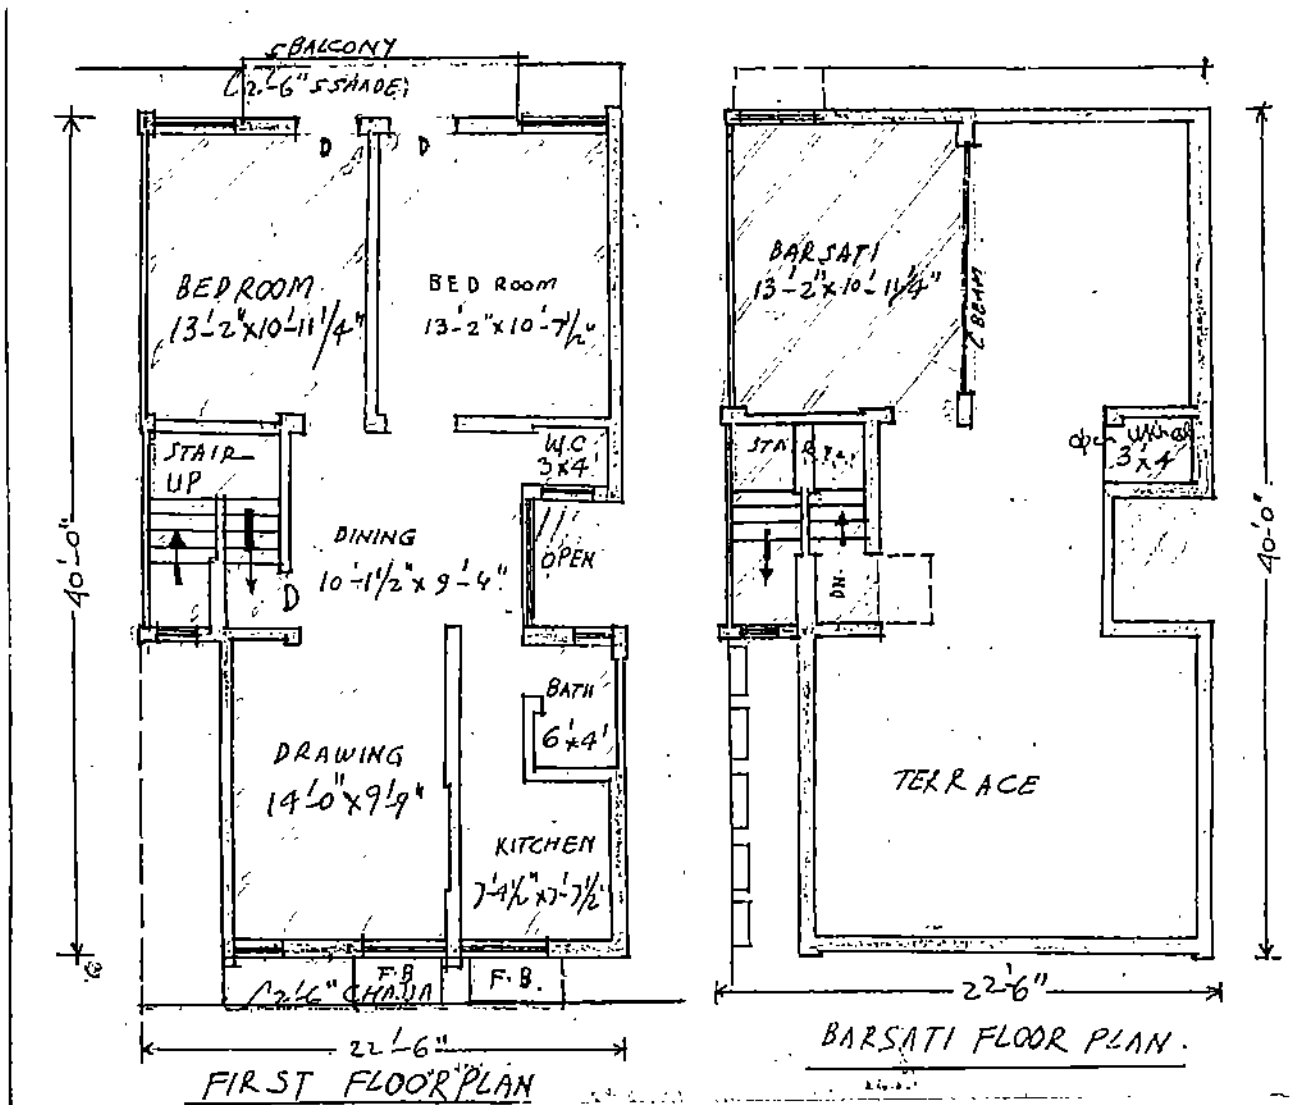 BALCONY
2'-6" SSHADE
D
D
BEDROOM
13'-2"x10'-11 1/4"
BED ROOM
13'-2"x10'-7 1/2"
STAIR
UP
W.C
3'x4'
DINING
10'-1 1/2"x 9'-4"
OPEN
D
40'-0"
BATH
6'x4'
DRAWING
14'-0"x9'-9"
KITCHEN
7'-4 1/2"x7'-7 1/2"
F.B
F.B.
2'-6" CHAJJA
22'-6"
FIRST FLOOR PLAN
BARSATI
13'-2"x10'-11 1/4"
BEAM
3'x4'
DN.
40'-0"
TERRACE
22'-6"
BARSATI FLOOR PLAN.